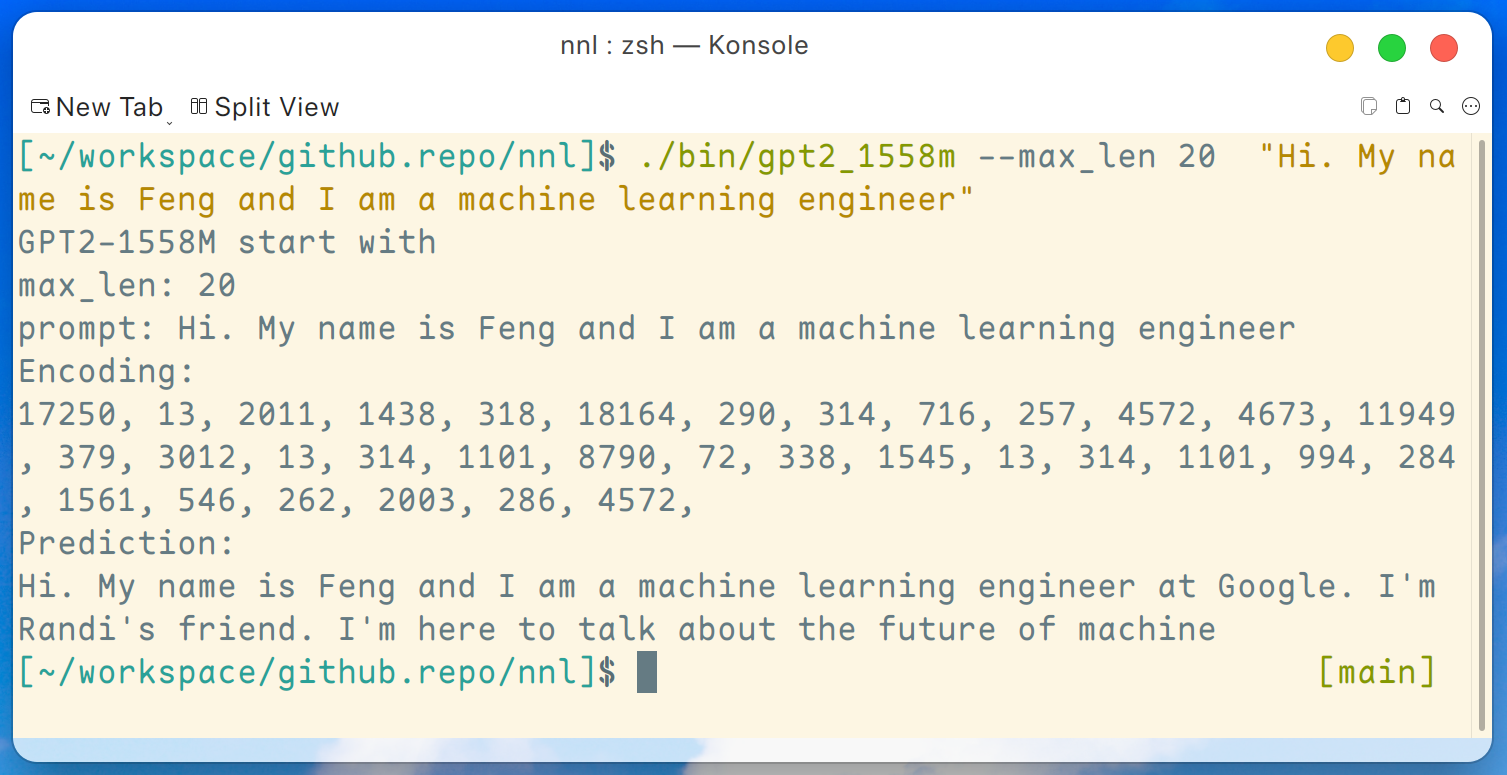 nnl : zsh — Konsole
New Tab Split View
[~/workspace/github.repo/nnl]$ ./bin/gpt2_1558m --max_len 20  "Hi. My na
me is Feng and I am a machine learning engineer"
GPT2-1558M start with
max_len: 20
prompt: Hi. My name is Feng and I am a machine learning engineer
Encoding:
17250, 13, 2011, 1438, 318, 18164, 290, 314, 716, 257, 4572, 4673, 11949
, 379, 3012, 13, 314, 1101, 8790, 72, 338, 1545, 13, 314, 1101, 994, 284
, 1561, 546, 262, 2003, 286, 4572,
Prediction:
Hi. My name is Feng and I am a machine learning engineer at Google. I'm
Randi's friend. I'm here to talk about the future of machine
[~/workspace/github.repo/nnl]$ [main]